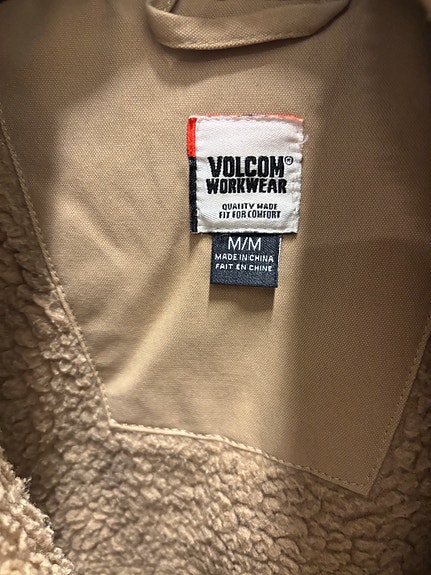 VOLCOM®
WORKWEAR
QUALITY MADE
FIT FOR COMFORT
M/M
MADE IN CHINA
FAIT EN CHINE